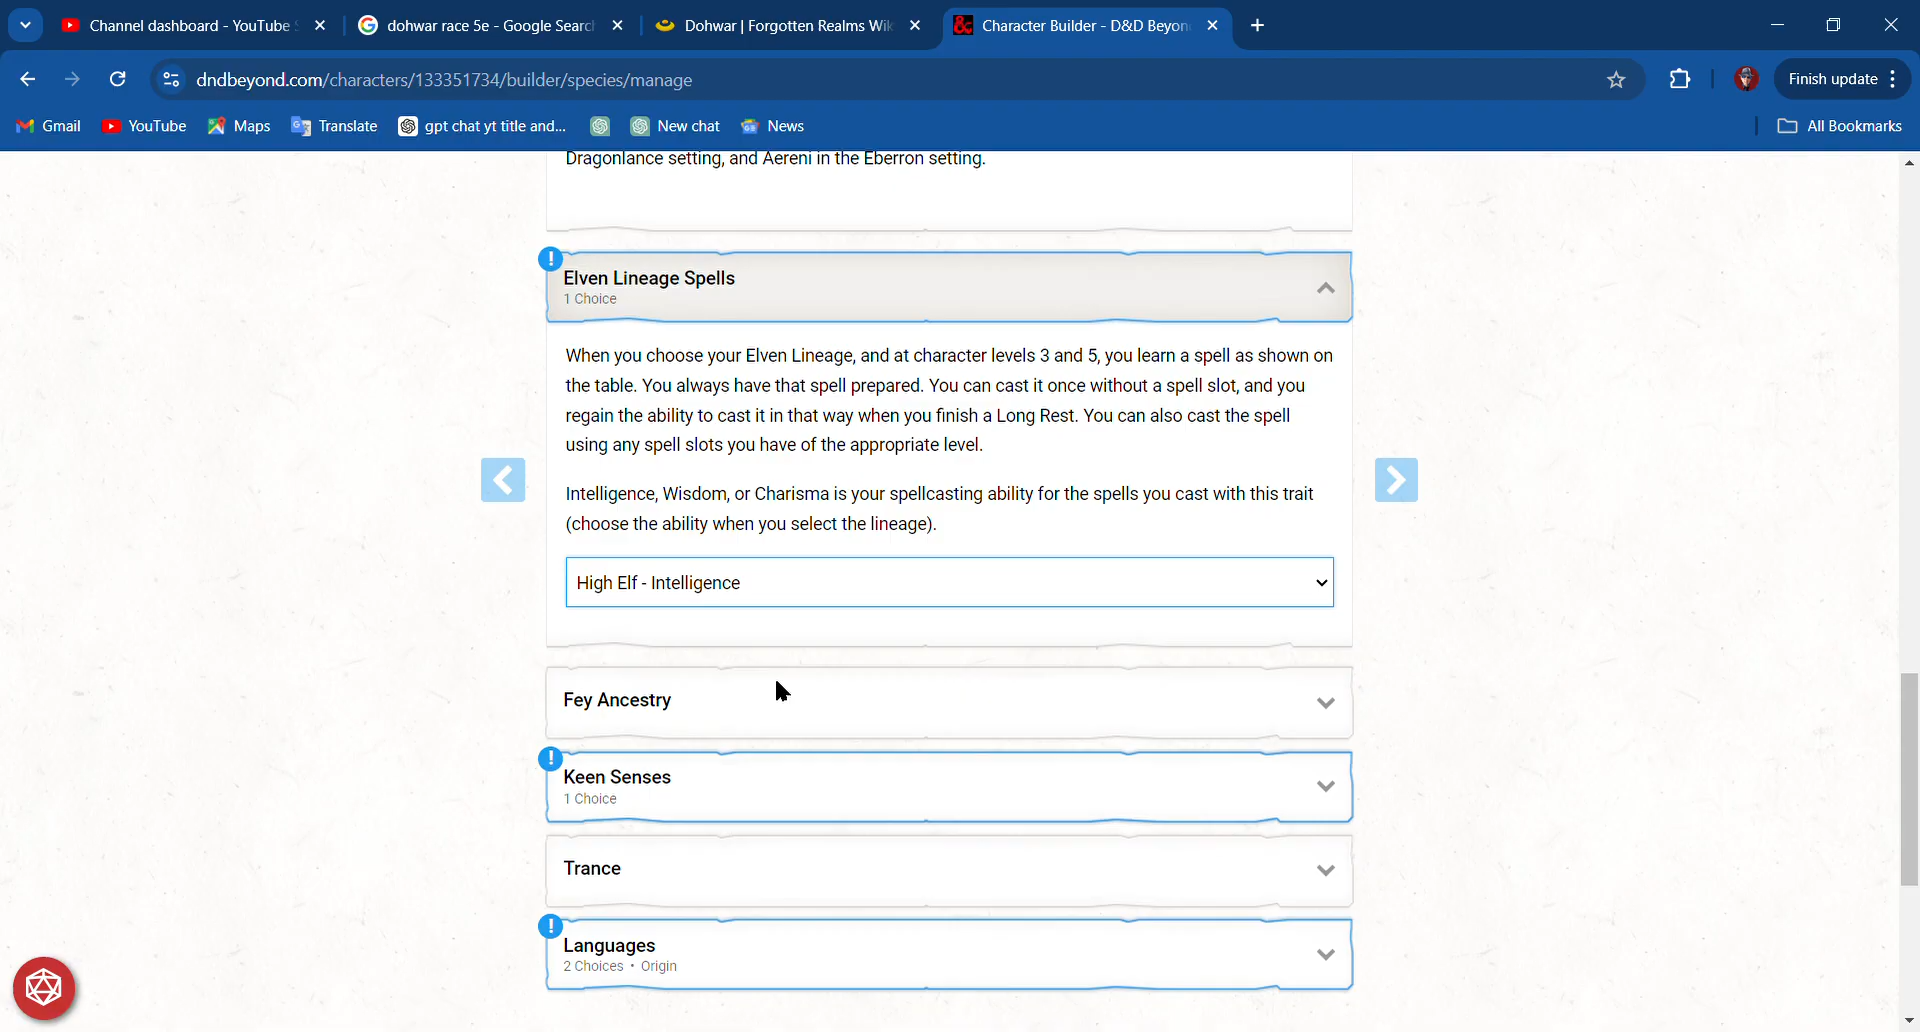 Channel dashboard - YouTube S
dohwar race 5e - Google Search
Dohwar | Forgotten Realms Wik
Character Builder - D&D Beyon
dndbeyond.com/characters/133351734/builder/species/manage
Finish update
Gmail
YouTube
Maps
Translate
gpt chat yt title and...
New chat
News
All Bookmarks
Dragonlance setting, and Aereni in the Eberron setting.
Elven Lineage Spells
1 Choice
When you choose your Elven Lineage, and at character levels 3 and 5, you learn a spell as shown on
the table. You always have that spell prepared. You can cast it once without a spell slot, and you
regain the ability to cast it in that way when you finish a Long Rest. You can also cast the spell
using any spell slots you have of the appropriate level.
Intelligence, Wisdom, or Charisma is your spellcasting ability for the spells you cast with this trait
(choose the ability when you select the lineage).
High Elf - Intelligence
Fey Ancestry
Keen Senses
1 Choice
Trance
Languages
2 Choices • Origin